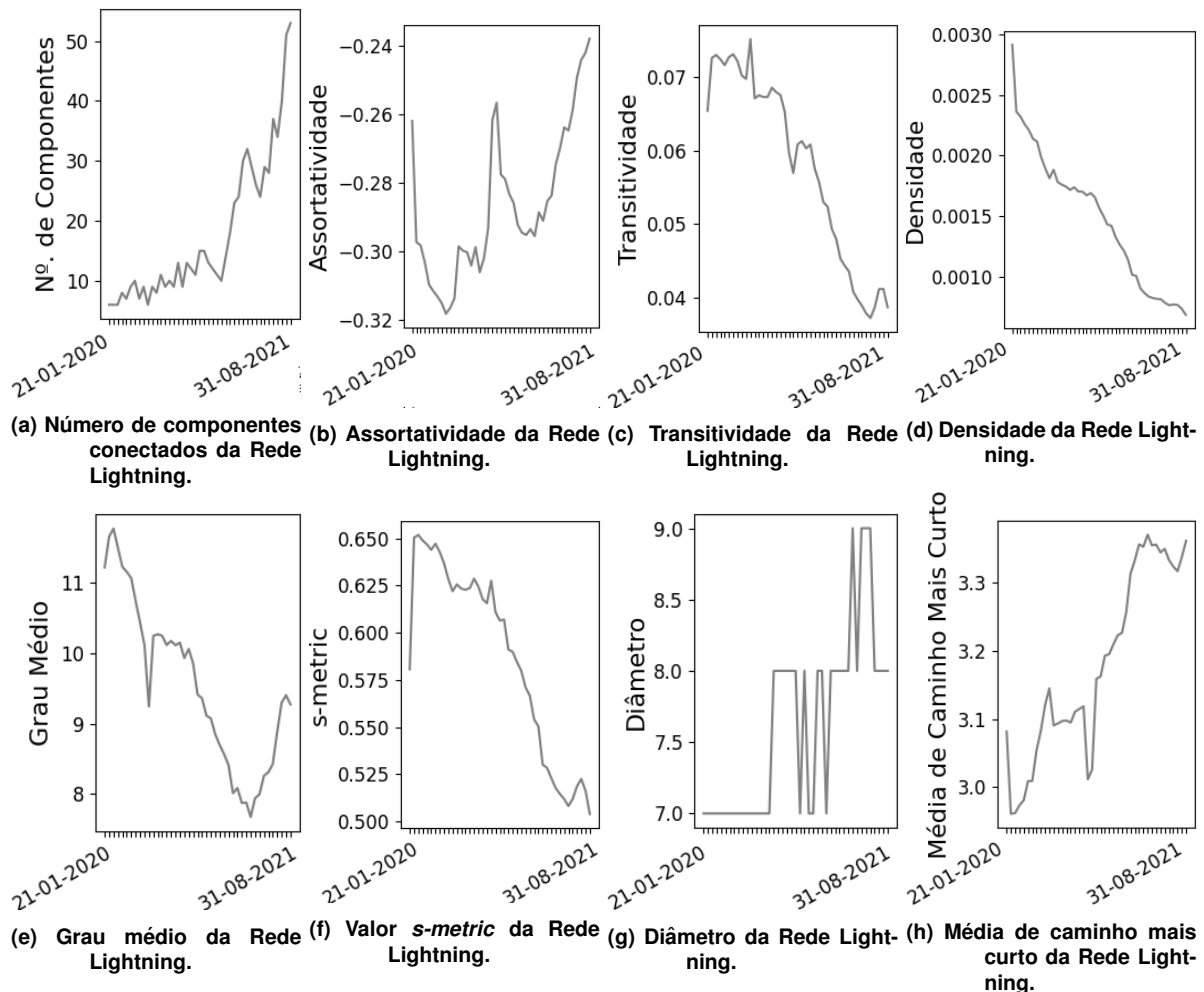 Nº. de Componentes
50
40
30
20
10
21-01-2020
31-08-2021
(a) Número de componentes
conectados da Rede
Lightning.
Assortatividade
−0.24
−0.26
−0.28
−0.30
−0.32
21-01-2020
31-08-2021
(b) Assortatividade da Rede
Lightning.
Transitividade
0.07
0.06
0.05
0.04
21-01-2020
31-08-2021
(c) Transitividade da Rede
Lightning.
Densidade
0.0030
0.0025
0.0020
0.0015
0.0010
21-01-2020
31-08-2021
(d) Densidade da Rede Light-
ning.
Grau Médio
11
10
9
8
21-01-2020
31-08-2021
(e) Grau médio da Rede
Lightning.
s-metric
0.650
0.625
0.600
0.575
0.550
0.525
0.500
21-01-2020
31-08-2021
(f) Valor s-metric da Rede
Lightning.
Diâmetro
9.0
8.5
8.0
7.5
7.0
21-01-2020
31-08-2021
(g) Diâmetro da Rede Light-
ning.
Média de Caminho Mais Curto
3.3
3.2
3.1
3.0
21-01-2020
31-08-2021
(h) Média de caminho mais
curto da Rede Light-
ning.